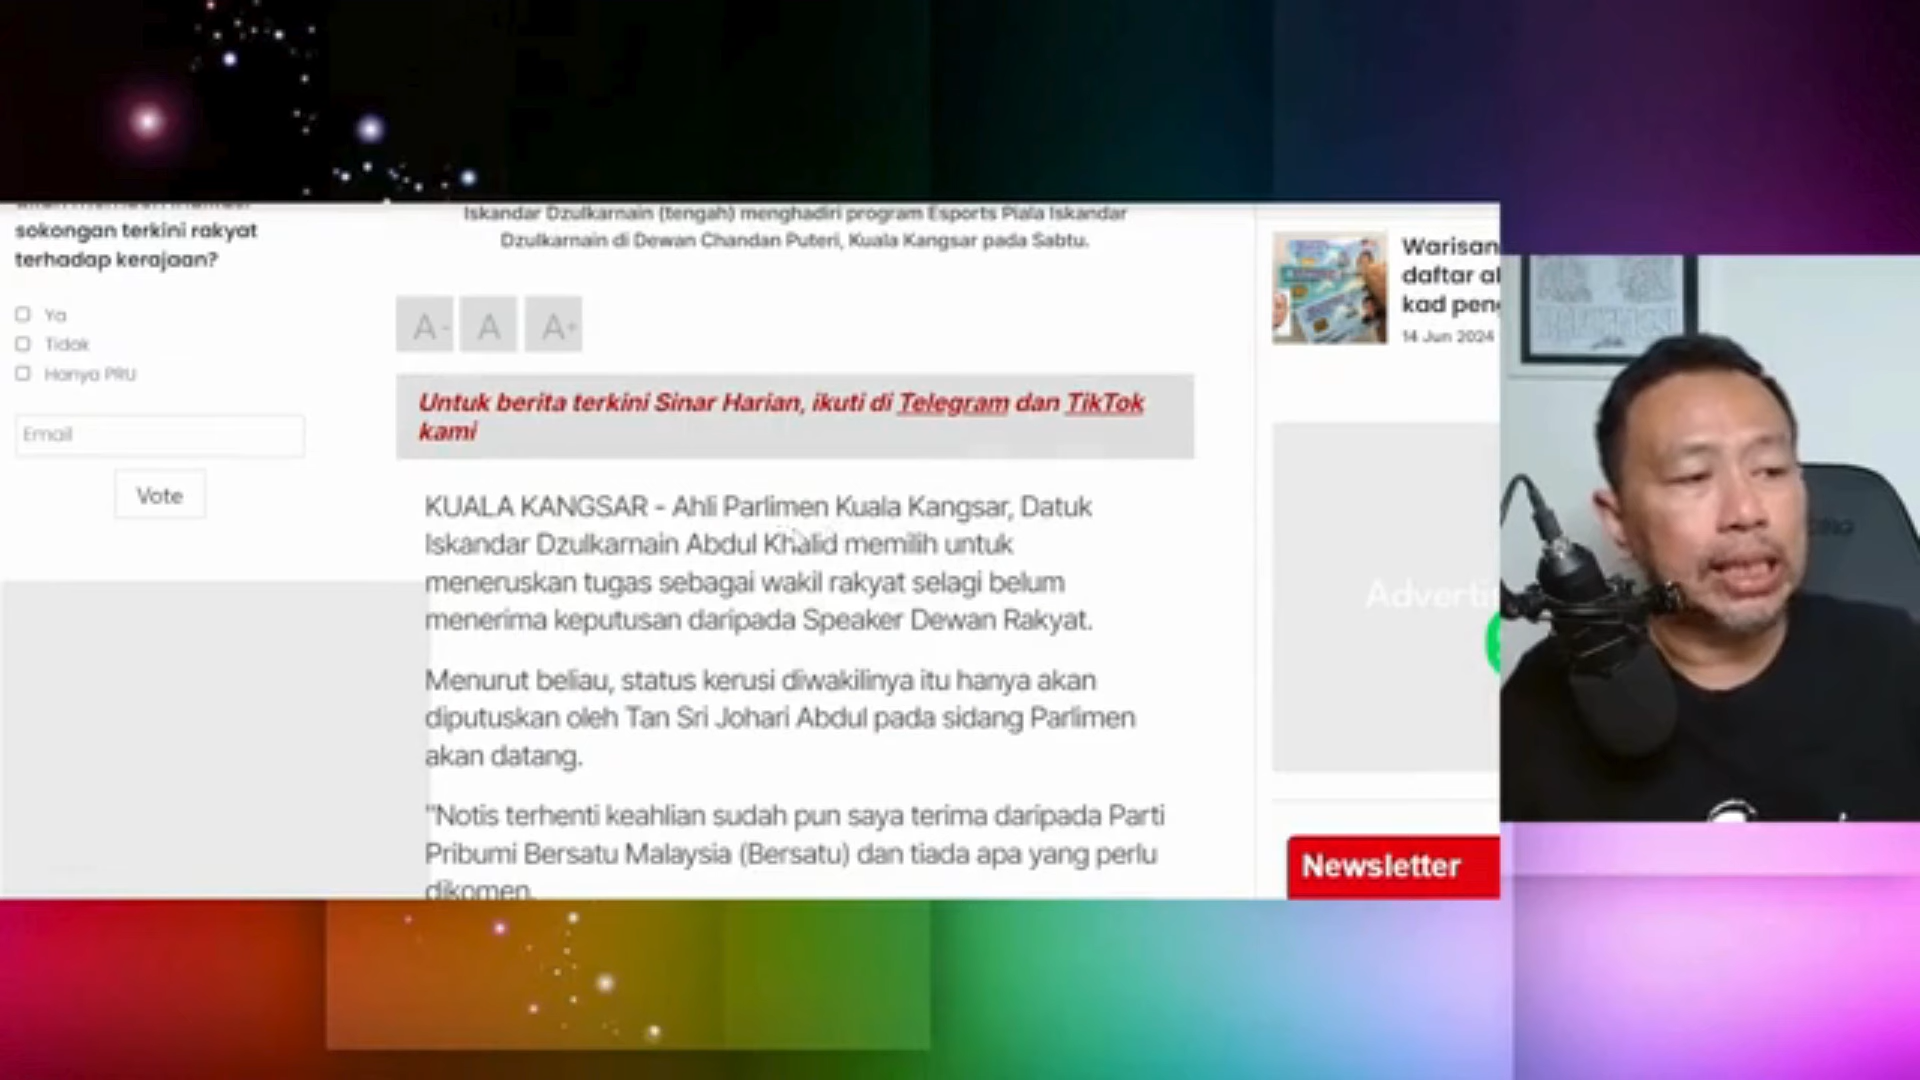 sokongan terkini rakyat
terhadap kerajaan?
Ya
Tidak
Hanya PRU
Email
Vote
Iskandar Dzulkarnain (tengah) menghadiri program Esports Piala Iskandar
Dzulkarnain di Dewan Chandan Puteri, Kuala Kangsar pada Sabtu.
A-
A
A+
Untuk berita terkini Sinar Harian, ikuti di Telegram dan TikTok
kami
KUALA KANGSAR - Ahli Parlimen Kuala Kangsar, Datuk
Iskandar Dzulkarnain Abdul Khalid memilih untuk
meneruskan tugas sebagai wakil rakyat selagi belum
menerima keputusan daripada Speaker Dewan Rakyat.
Menurut beliau, status kerusi diwakilinya itu hanya akan
diputuskan oleh Tan Sri Johari Abdul pada sidang Parlimen
akan datang.
"Notis terhenti keahlian sudah pun saya terima daripada Parti
Pribumi Bersatu Malaysia (Bersatu) dan tiada apa yang perlu
dikomen.
Warisan
daftar
kad
14 Jun 2024
Newsletter